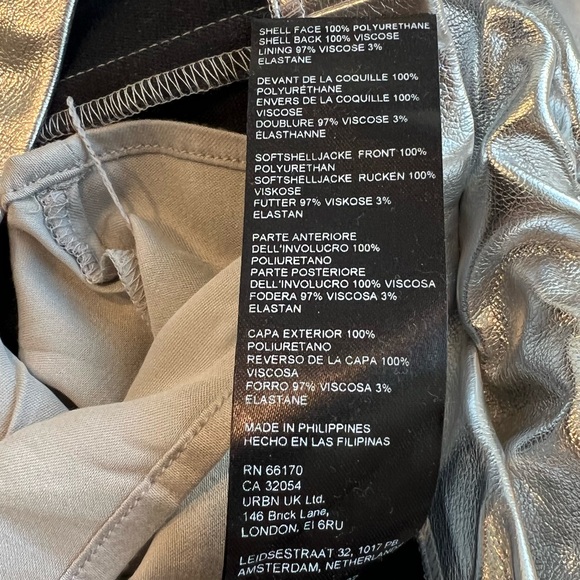 SHELL FACE 100% POLYURETHANE
SHELL BACK 100% VISCOSE
LINING 97% VISCOSE 3%
ELASTANE
DEVANT DE LA COQUILLE 100%
POLYURÉTHANE
ENVERS DE LA COQUILLE 100%
VISCOSE
DOUBLURE 97% VISCOSE 3%
ÉLASTHANNE
SOFTSHELLJACKE FRONT 100%
POLYURETHAN
SOFTSHELLJACKE RUCKEN 100%
VISKOSE
FUTTER 97% VISKOSE 3%
ELASTAN
PARTE ANTERIORE
DELL'INVOLUCRO 100%
POLIURETANO
PARTE POSTERIORE
DELL'INVOLUCRO 100% VISCOSA
FODERA 97% VISCOSA 3%
ELASTAN
CAPA EXTERIOR 100%
POLIURETANO
REVERSO DE LA CAPA 100%
VISCOSA
FORRO 97% VISCOSA 3%
ELASTANE
MADE IN PHILIPPINES
HECHO EN LAS FILIPINAS
RN 66170
CA 32054
URBN UK Ltd.
146 Brick Lane,
LONDON, EI 6RU
LEIDSESTRAAT 32, 1017 PB
AMSTERDAM, NETHERLANDS